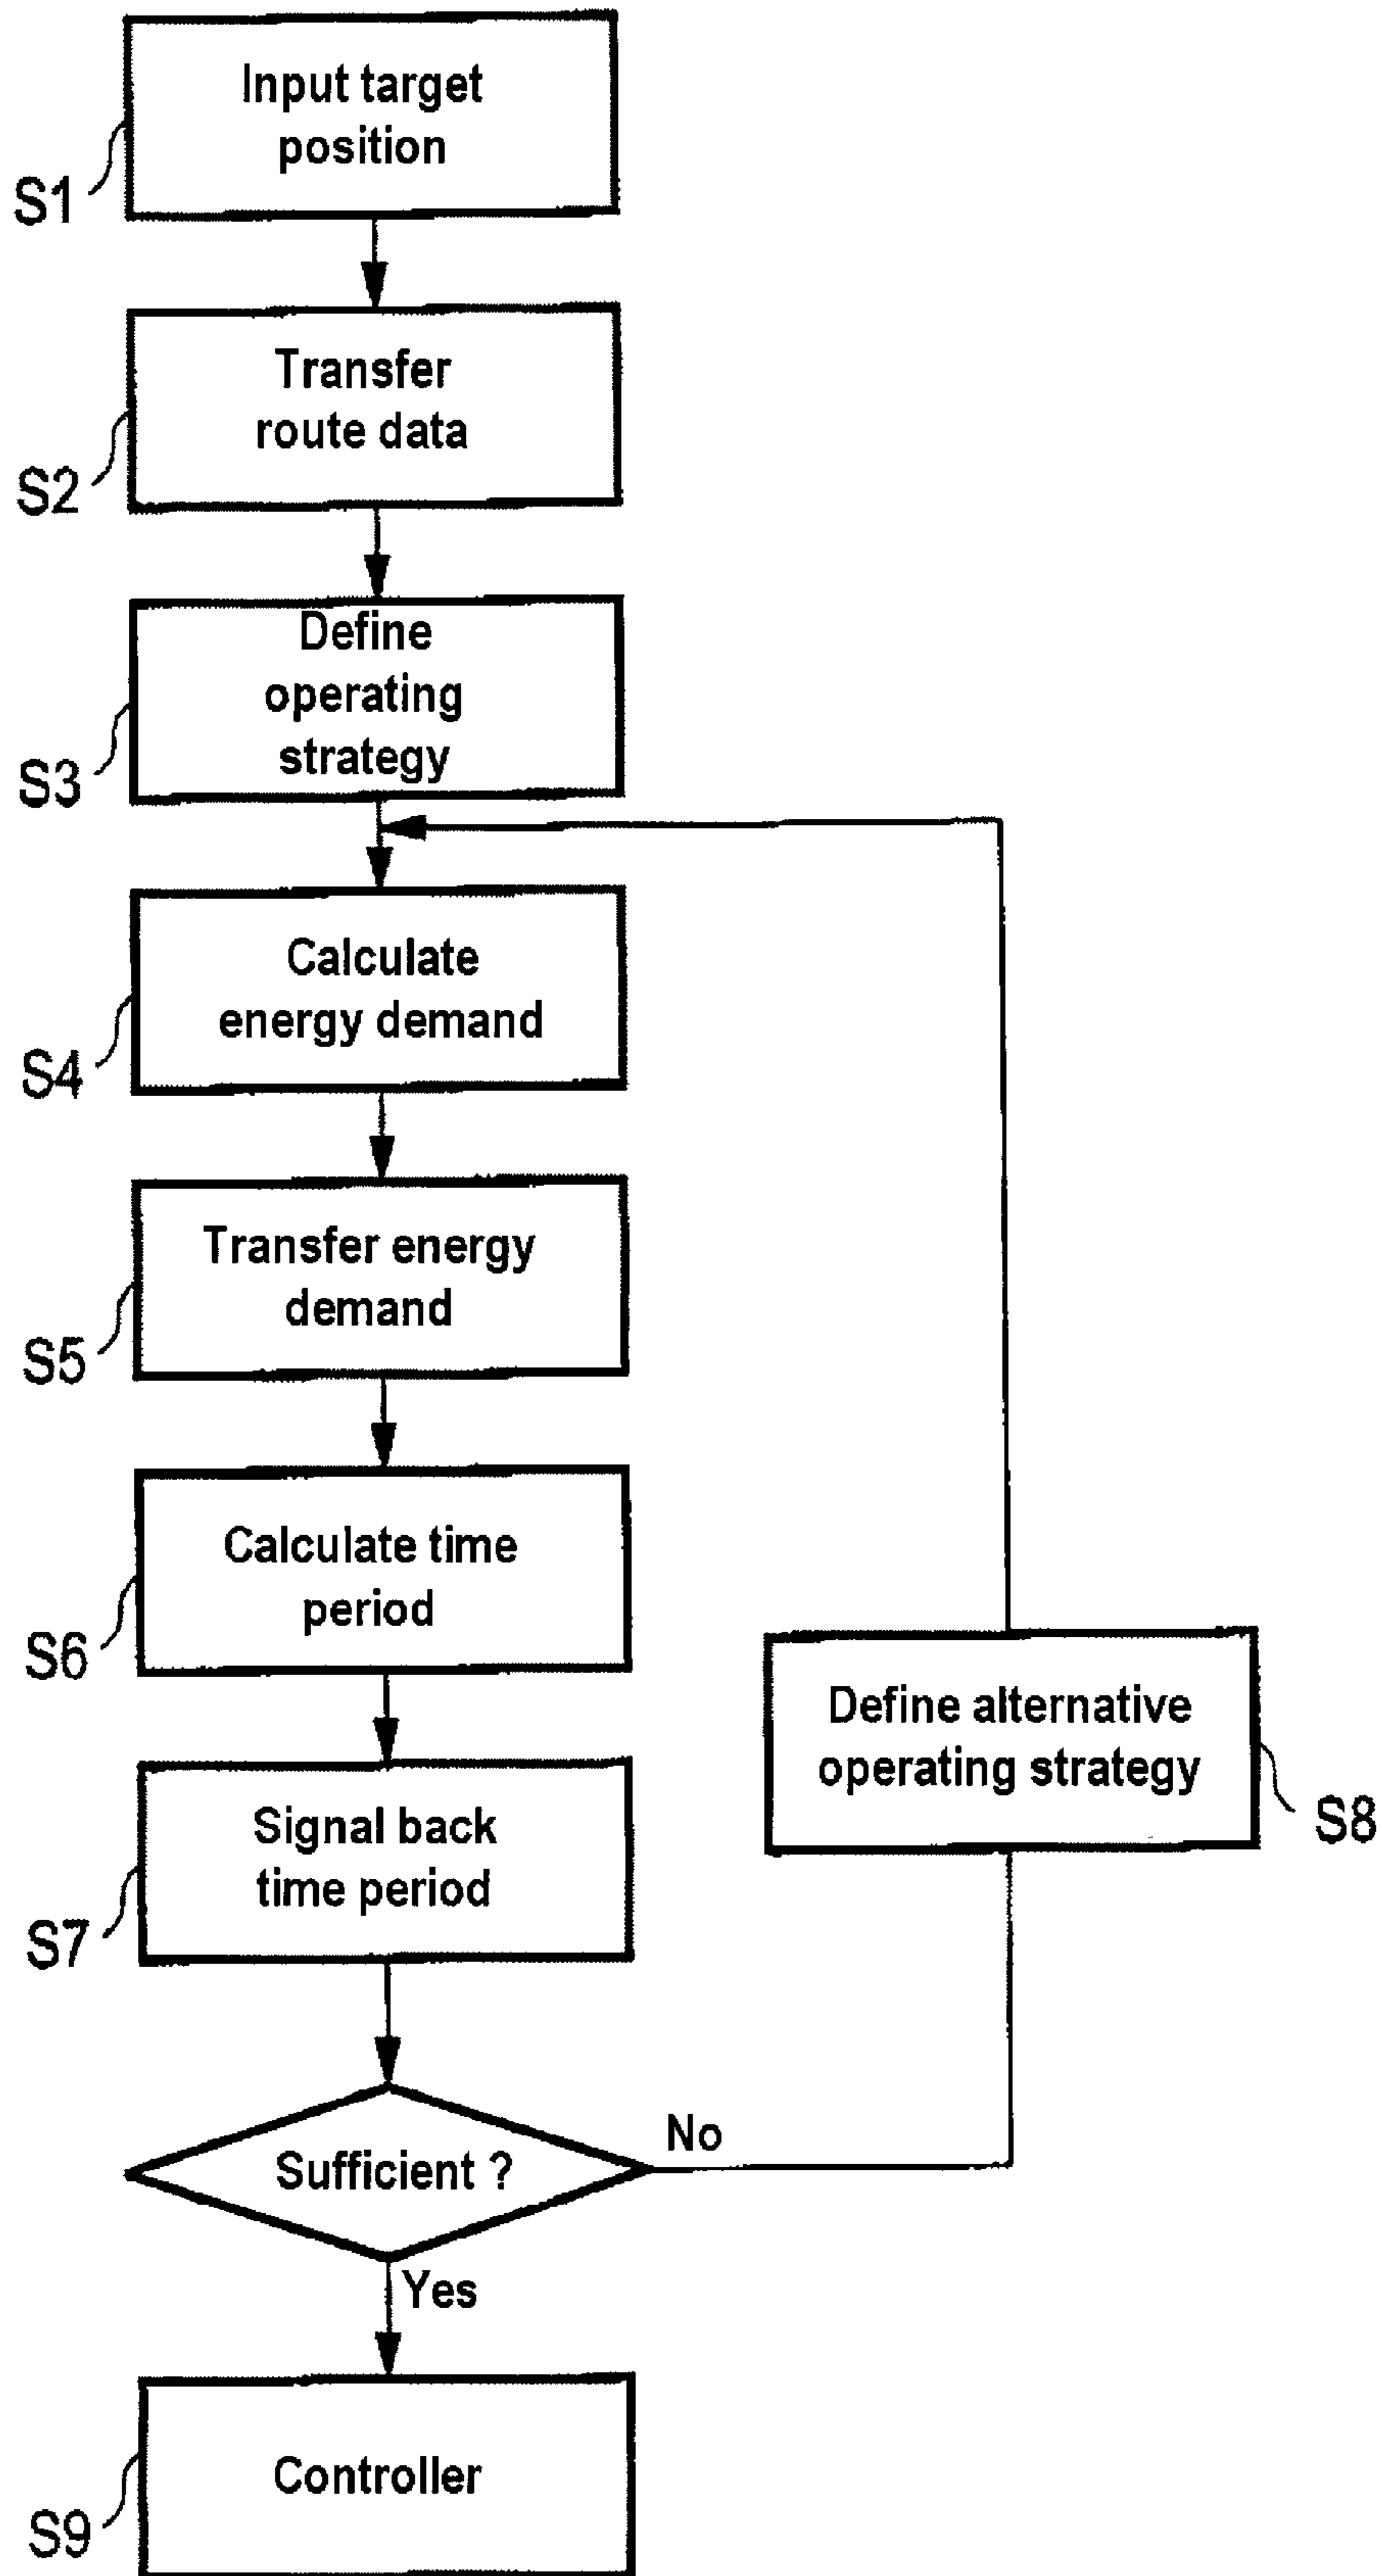 Input target
position
S1
Transfer
route data
S2
Define
operating
strategy
S3
Calculate
energy demand
S4
Transfer energy
demand
S5
Calculate time
period
S6
Define alternative
operating strategy
S8
Signal back
time period
S7
Sufficient ?
No
Yes
Controller
S9